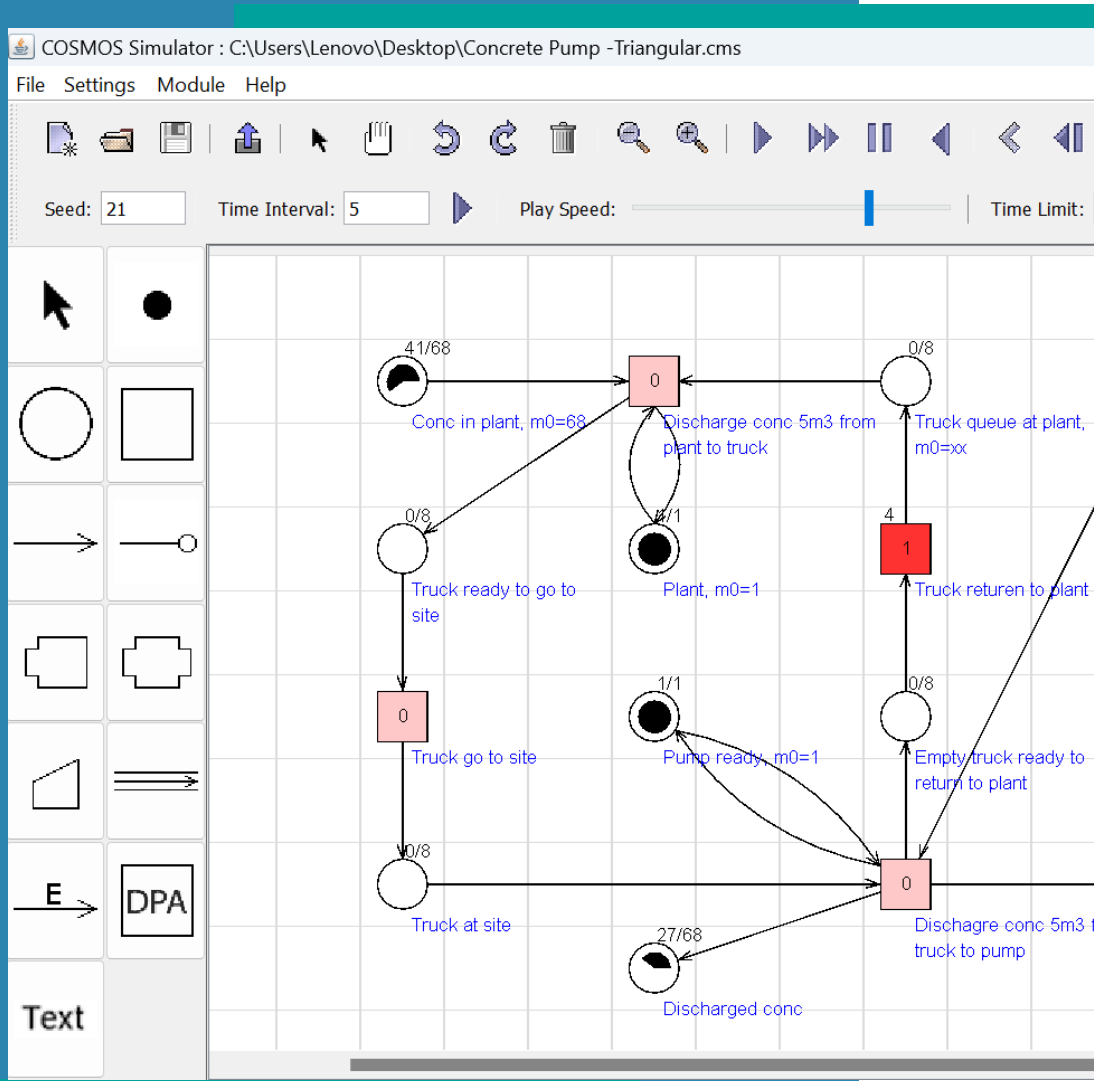 COSMOS Simulator : C:\Users\Lenovo\Desktop\Concrete Pump -Triangular.cms
File Settings Module Help
Seed: 21 Time Interval: 5 Play Speed: Time Limit:
41/68
0
0/8
Conc in plant, m0=68
Discharge conc 5m3 from
plant to truck
Truck queue at plant,
m0=xx
0/8
1/1
4
1
Truck ready to go to
site
Plant, m0=1
Truck returen to plant
0
1/1
0/8
Truck go to site
Pump ready, m0=1
Empty truck ready to
return to plant
0/8
0
Truck at site
27/68
Dischagre conc 5m3
truck to pump
Discharged conc
E
DPA
Text